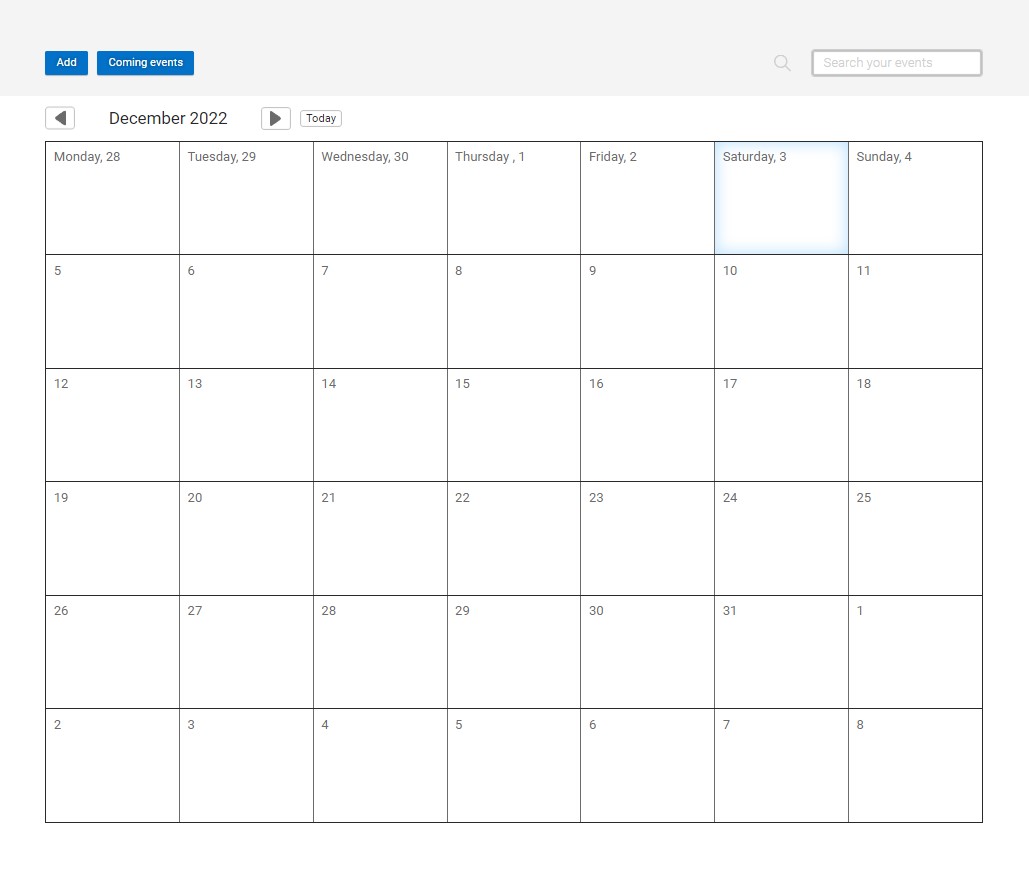 Add Coming events Search your events
December 2022 Today
Monday, 28 Tuesday, 29 Wednesday, 30 Thursday , 1 Friday, 2 Saturday, 3 Sunday, 4
5 6 7 8 9 10 11
12 13 14 15 16 17 18
19 20 21 22 23 24 25
26 27 28 29 30 31 1
2 3 4 5 6 7 8